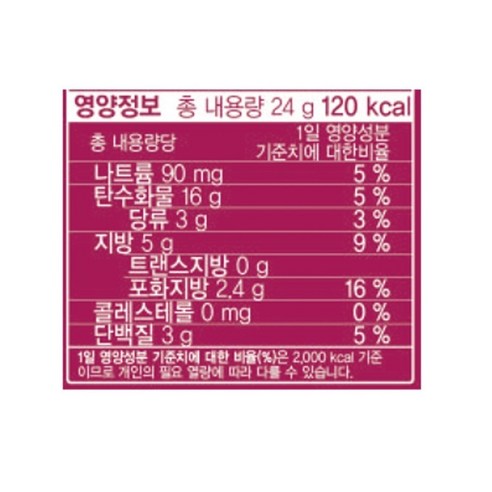 영양정보 총 내용량 24 g 120 kcal
총 내용량당 1일 영양성분 기준치에 대한비율
나트륨 90 mg 5 %
탄수화물 16 g 5 %
당류 3 g 3 %
지방 5 g 9 %
트랜스지방 0 g
포화지방 2.4 g 16 %
콜레스테롤 0 mg 0 %
단백질 3 g 5 %
1일 영양성분 기준치에 대한 비율(%)은 2,000 kcal 기준
이므로 개인의 필요 열량에 따라 다를 수 있습니다.